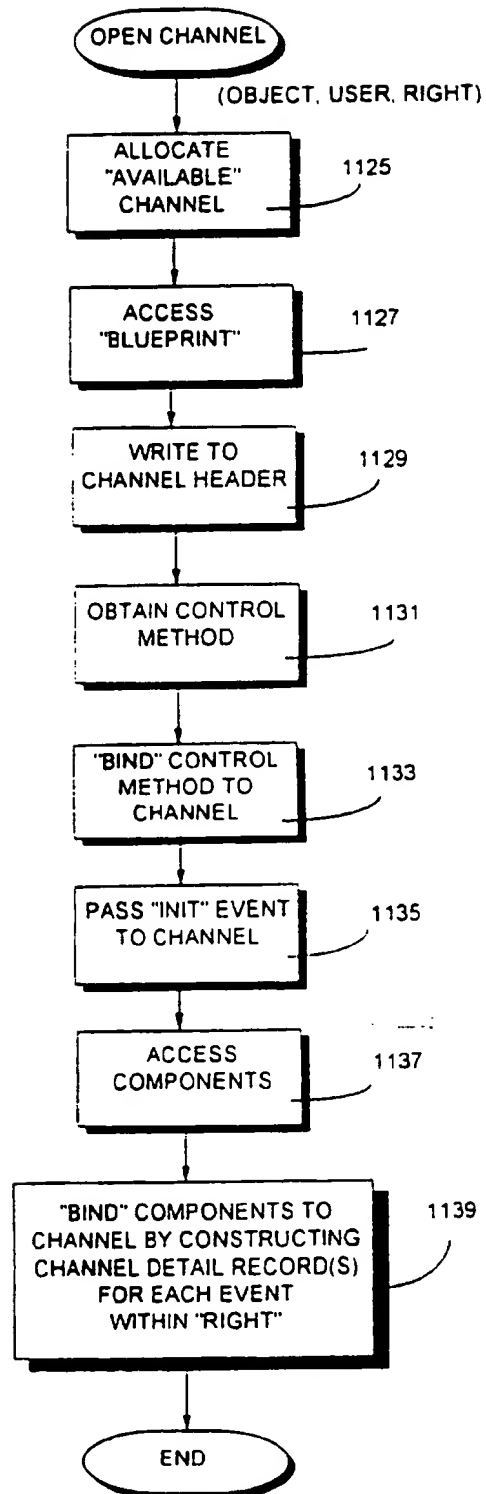 OPEN CHANNEL
(OBJECT, USER, RIGHT)
ALLOCATE
"AVAILABLE"
CHANNEL
1125
ACCESS
"BLUEPRINT"
1127
WRITE TO
CHANNEL HEADER
1129
OBTAIN CONTROL
METHOD
1131
"BIND" CONTROL
METHOD TO
CHANNEL
1133
PASS "INIT" EVENT
TO CHANNEL
1135
ACCESS
COMPONENTS
1137
"BIND" COMPONENTS TO
CHANNEL BY CONSTRUCTING
CHANNEL DETAIL RECORD(S)
FOR EACH EVENT
WITHIN "RIGHT"
1139
END